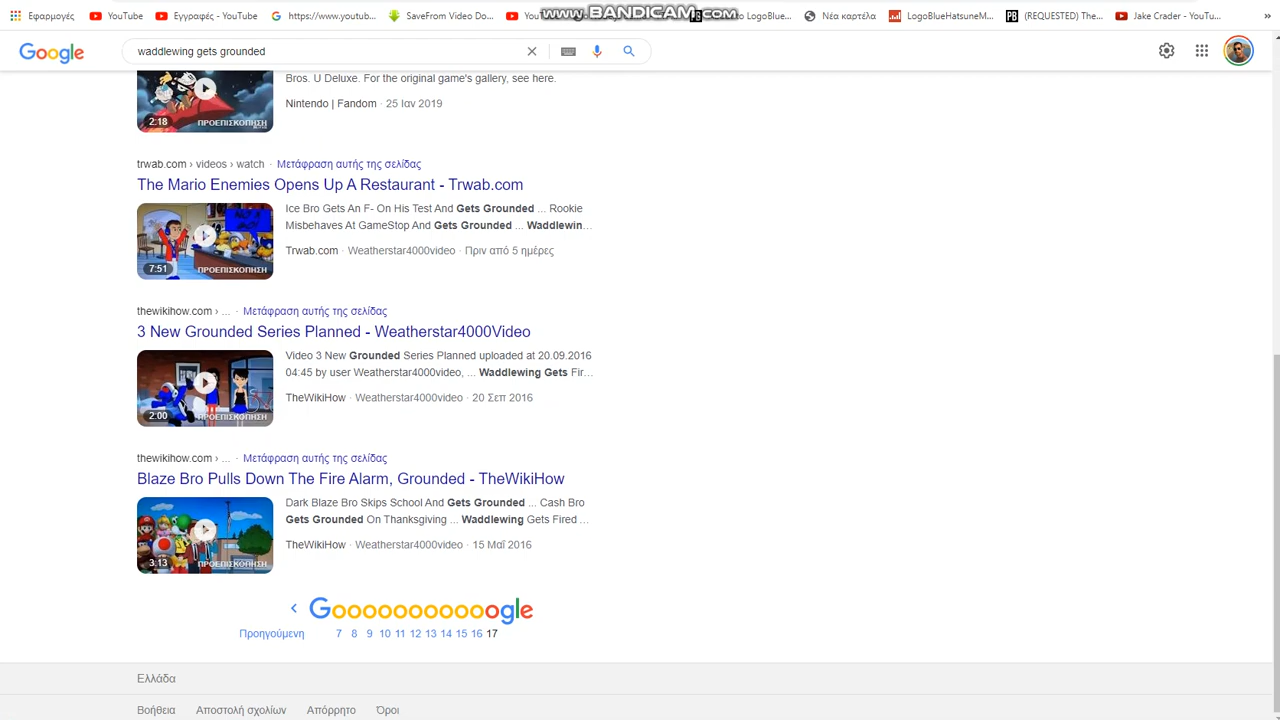 www.BANDICAM.com
Εφαρμογές YouTube Εγγραφές - YouTube https://www.youtub... SaveFrom Video Do... to LogoBlue... Νέα καρτέλα LogoBlueHatsuneM... (REQUESTED) The... Jake Crader - YouTu... »
Google waddlewing gets grounded
Bros. U Deluxe. For the original game's gallery, see here.
Nintendo | Fandom · 25 Ιαν 2019
2:18 ΠΡΟΕΠΙΣΚΟΠΗΣΗ
trwab.com › videos › watch · Μετάφραση αυτής της σελίδας
The Mario Enemies Opens Up A Restaurant - Trwab.com
Ice Bro Gets An F- On His Test And Gets Grounded ... Rookie
Misbehaves At GameStop And Gets Grounded ... Waddlewin...
Trwab.com · Weatherstar4000video · Πριν από 5 ημέρες
7:51 ΠΡΟΕΠΙΣΚΟΠΗΣΗ
thewikihow.com › ... · Μετάφραση αυτής της σελίδας
3 New Grounded Series Planned - Weatherstar4000Video
Video 3 New Grounded Series Planned uploaded at 20.09.2016
04:45 by user Weatherstar4000video, ... Waddlewing Gets Fir...
TheWikiHow · Weatherstar4000video · 20 Σεπ 2016
2:00 ΠΡΟΕΠΙΣΚΟΠΗΣΗ
thewikihow.com › ... · Μετάφραση αυτής της σελίδας
Blaze Bro Pulls Down The Fire Alarm, Grounded - TheWikiHow
Dark Blaze Bro Skips School And Gets Grounded ... Cash Bro
Gets Grounded On Thanksgiving ... Waddlewing Gets Fired ...
TheWikiHow · Weatherstar4000video · 15 Μαΐ 2016
3:13 ΠΡΟΕΠΙΣΚΟΠΗΣΗ
< Goooooooooogle
Προηγούμενη 7 8 9 10 11 12 13 14 15 16 17
Ελλάδα
Βοήθεια Αποστολή σχολίων Απόρρητο Όροι